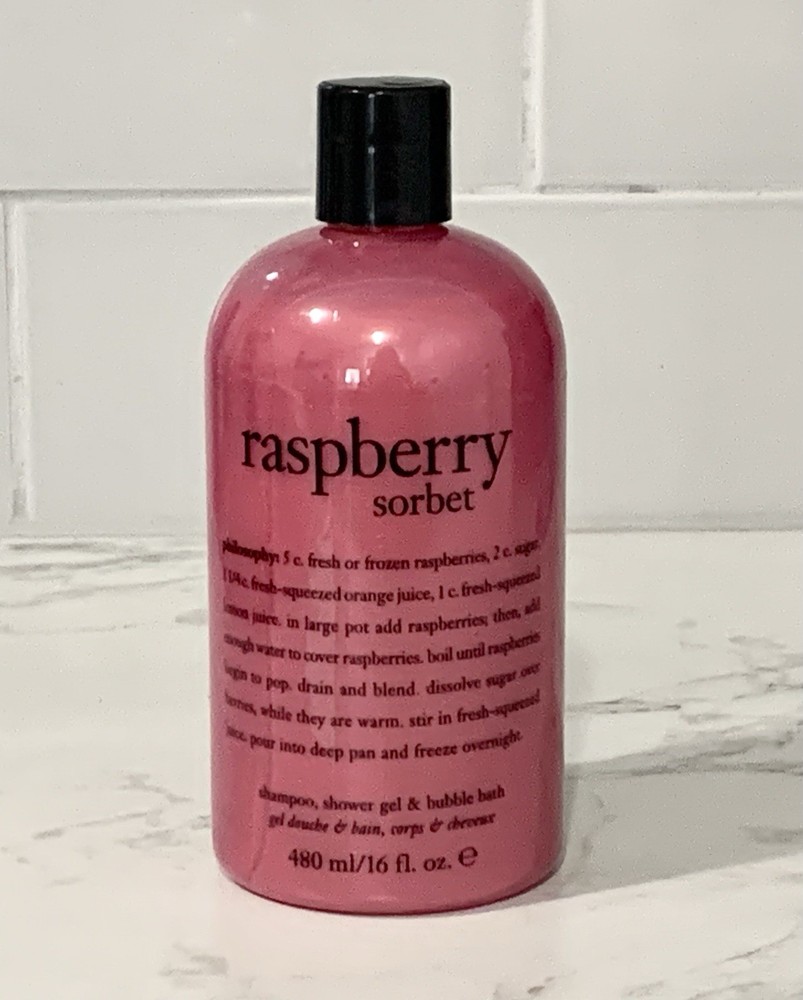 raspberry
sorbet
philosophy: 5 c. fresh or frozen raspberries, 2 c. sugar,
1 1/4 c. fresh-squeezed orange juice, 1 c. fresh-squeezed
lemon juice. in large pot add raspberries; then, add
enough water to cover raspberries. boil until raspberries
begin to pop. drain and blend. dissolve sugar over
berries, while they are warm. stir in fresh-squeezed
juice. pour into deep pan and freeze overnight.
shampoo, shower gel & bubble bath
gel douche & bain, corps & cheveux
480 ml/16 fl. oz. ℮